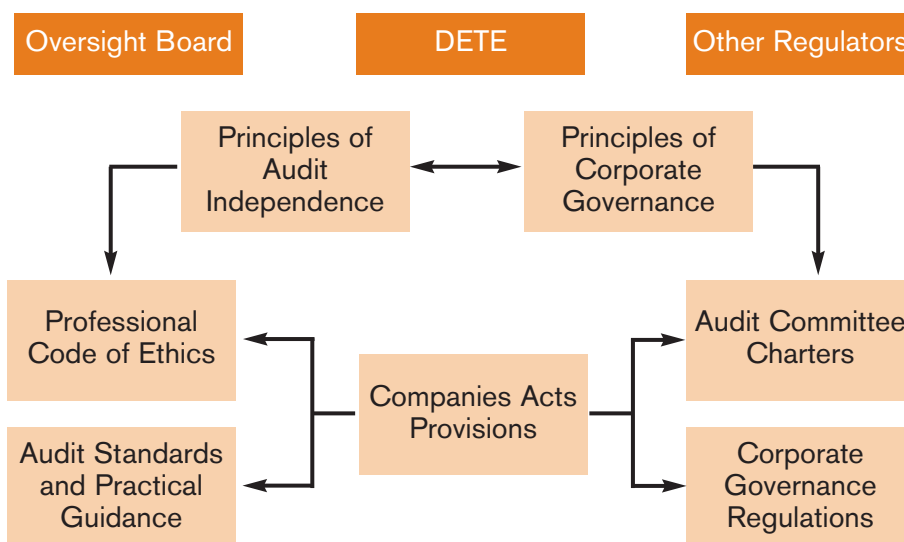 Oversight Board
DETE
Other Regulators
Principles of
Audit
Independence
Principles of
Corporate
Governance
Professional
Code of Ethics
Audit Committee
Charters
Companies Acts
Provisions
Audit Standards
and Practical
Guidance
Corporate
Governance
Regulations